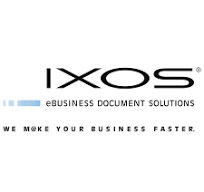 IXOS®
eBUSINESS DOCUMENT SOLUTIONS
WE M@KE YOUR BUSINESS FASTER.